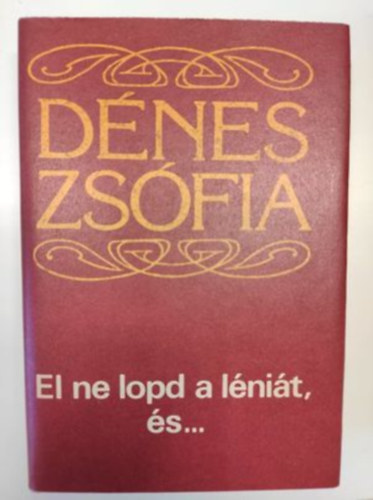 DÉNES
ZSÓFIA
El ne lopd a léniát,
és...